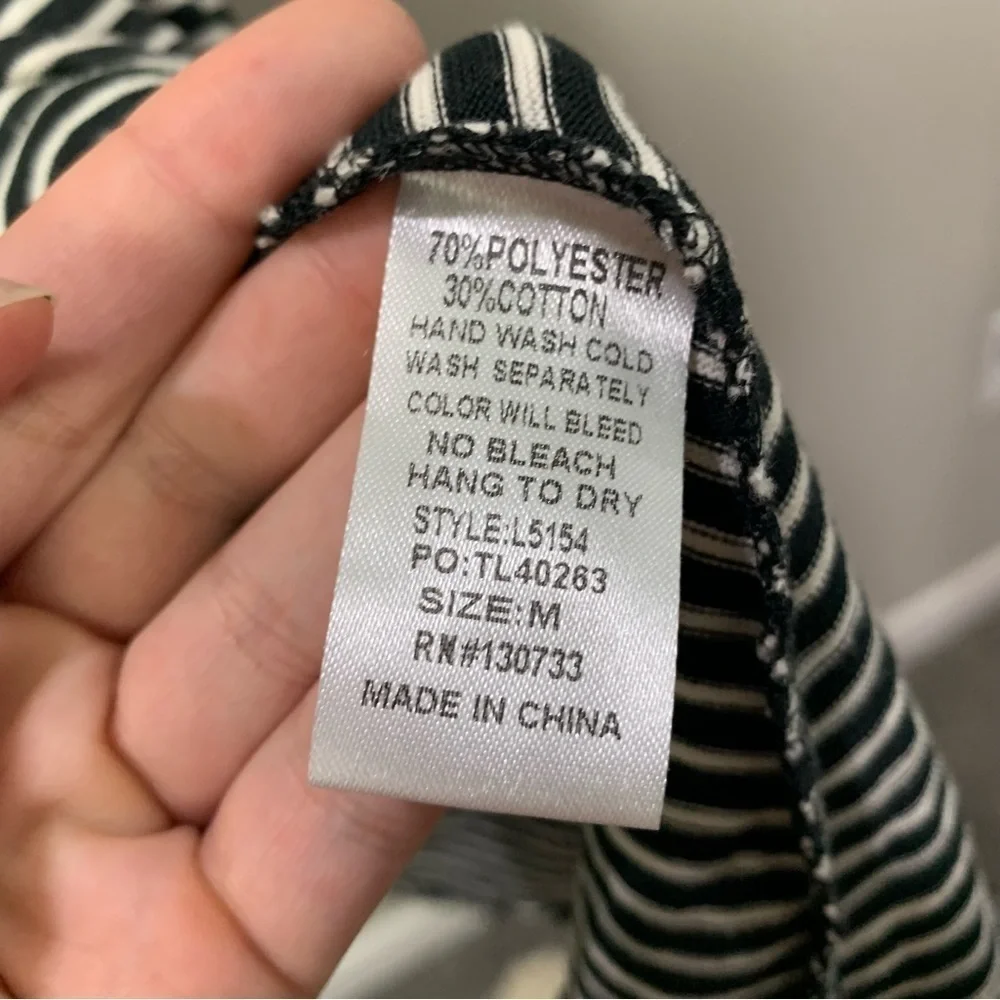 70%POLYESTER
30%COTTON
HAND WASH COLD
WASH SEPARATELY
COLOR WILL BLEED
NO BLEACH
HANG TO DRY
STYLE:L5154
PO:TL40263
SIZE:M
RN#130733
MADE IN CHINA